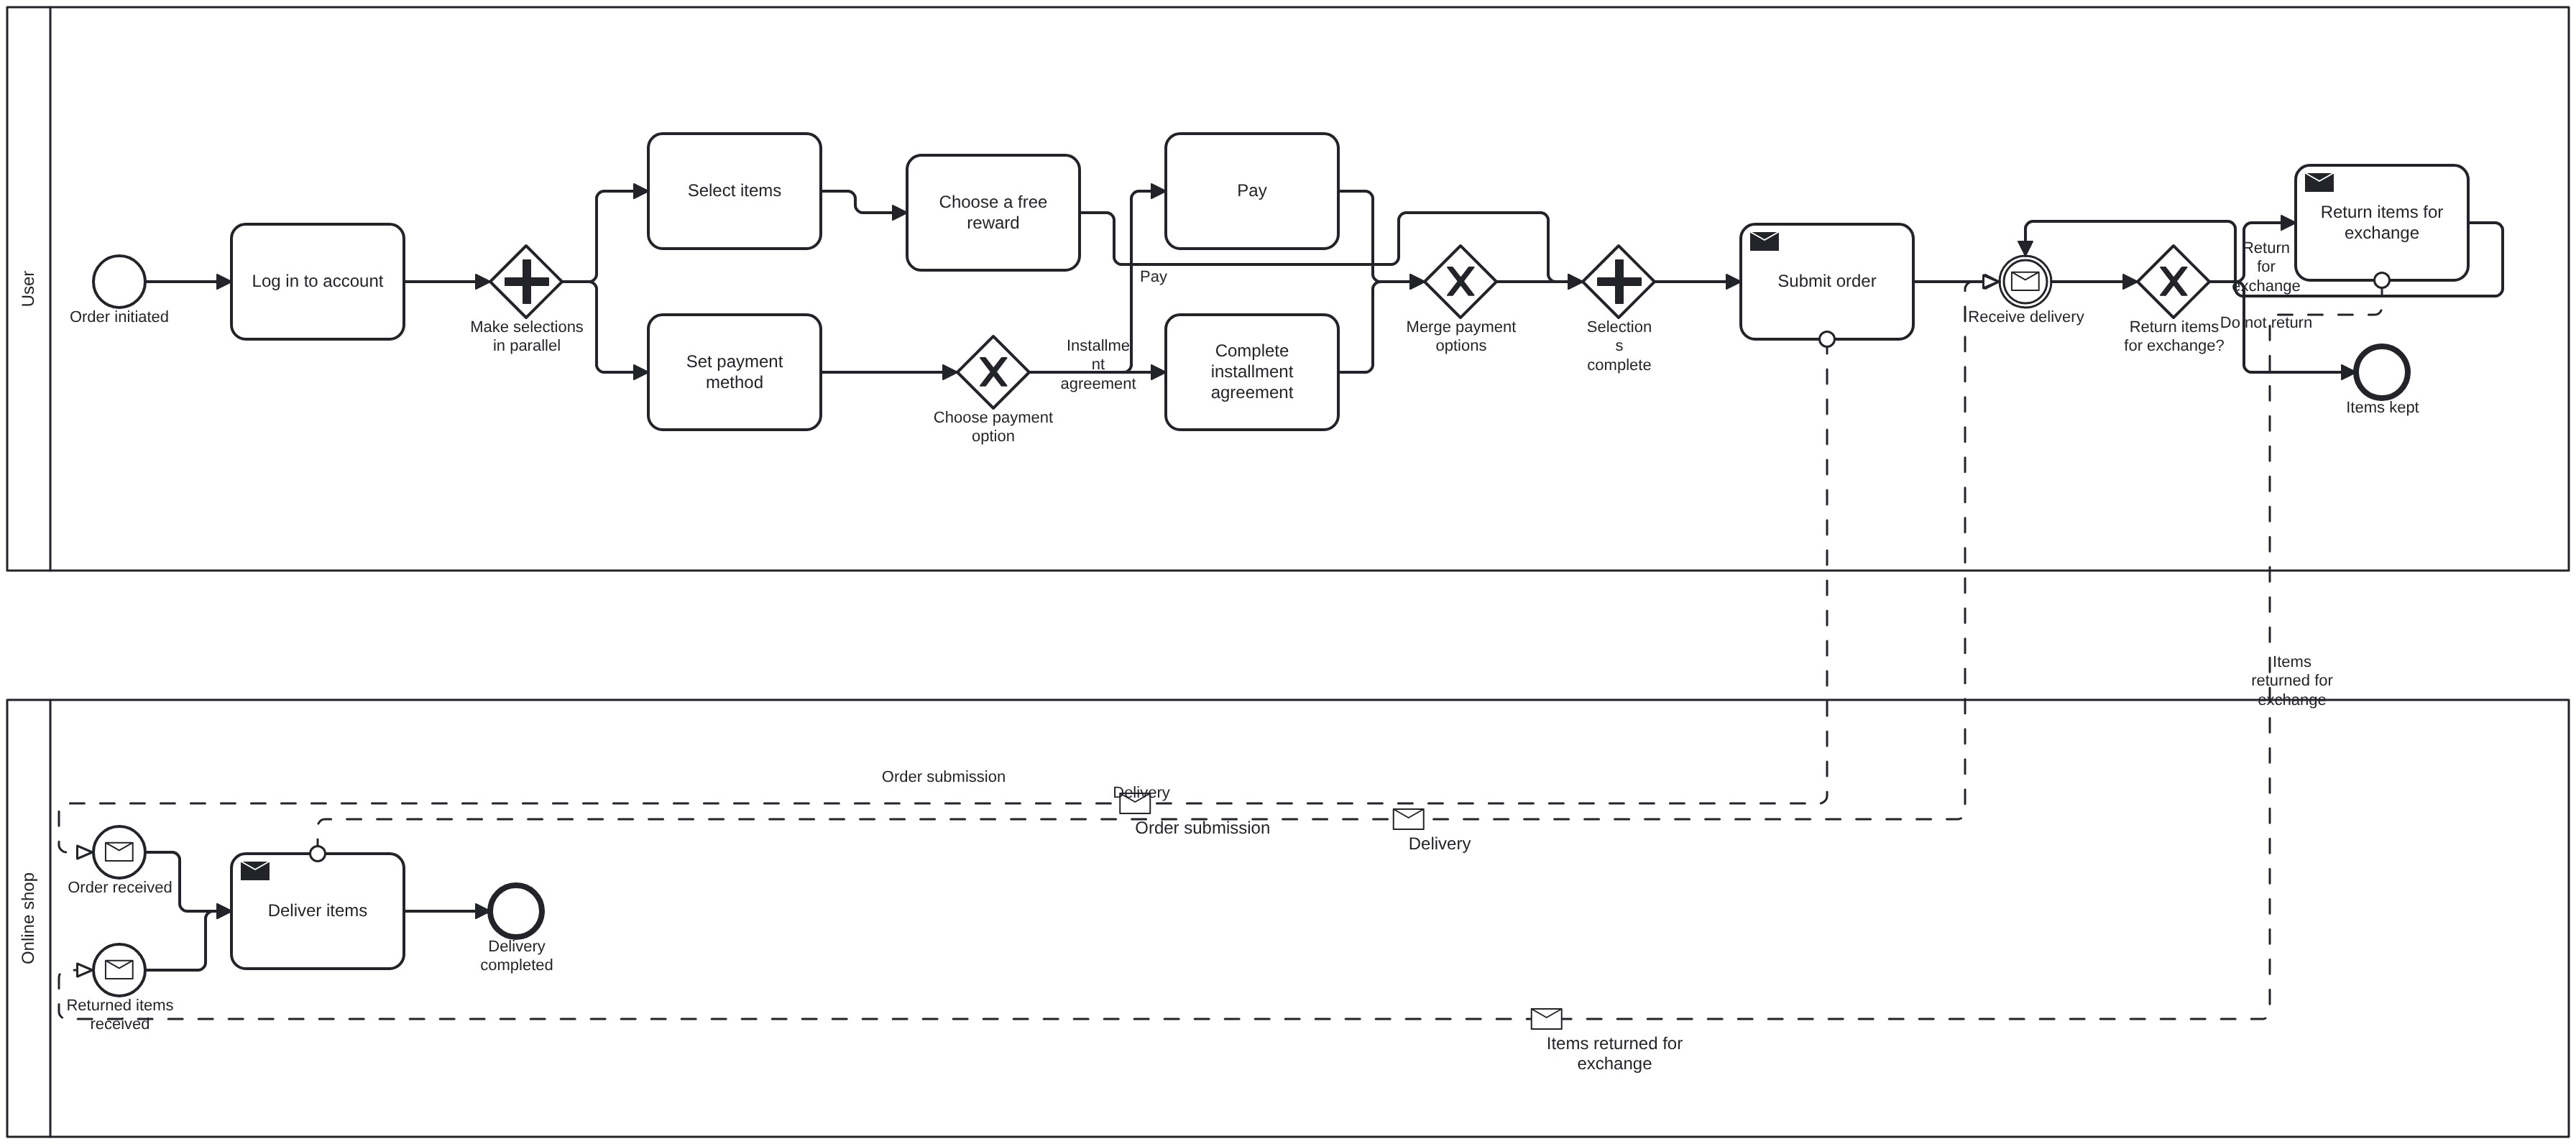 User
Order initiated
Log in to account
Make selections
in parallel
Select items
Choose a free
reward
Set payment
method
Choose payment
option
Installme
nt
agreement
Pay
Pay
Complete
installment
agreement
Merge payment
options
Selection
s
complete
Submit order
Receive delivery
Return items
for exchange?
Return
for
exchange
Do not return
Return items for
exchange
Items kept
Items
returned for
exchange
Online shop
Order submission
Delivery
Order submission
Delivery
Order received
Deliver items
Delivery
completed
Returned items
received
Items returned for
exchange